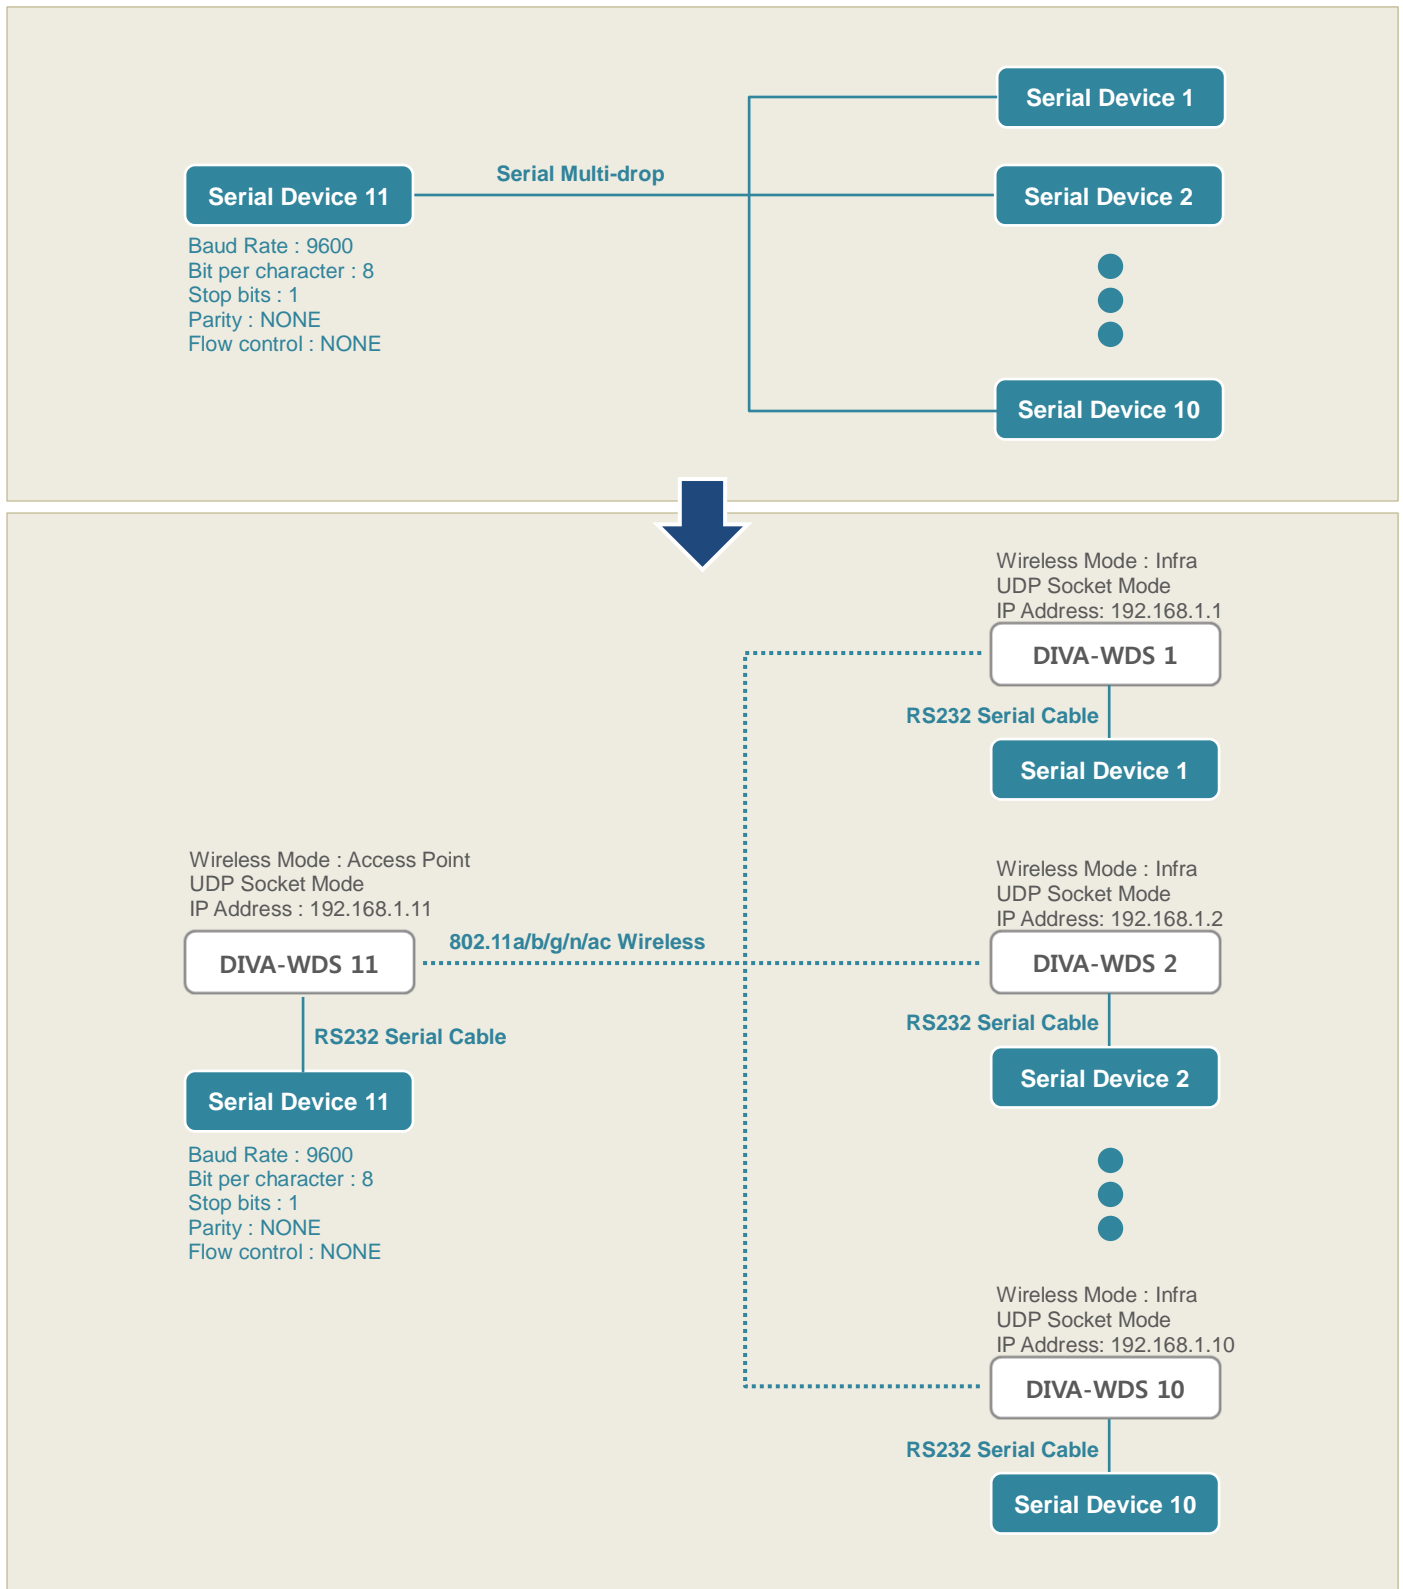 Serial Device 1
Serial Multi-drop
Serial Device 11
Serial Device 2
Baud Rate : 9600
Bit per character : 8
Stop bits : 1
Parity : NONE
Flow control : NONE
Serial Device 10
Wireless Mode : Infra
UDP Socket Mode
IP Address: 192.168.1.1
DIVA-WDS 1
RS232 Serial Cable
Serial Device 1
Wireless Mode : Access Point
UDP Socket Mode
IP Address : 192.168.1.11
Wireless Mode : Infra
UDP Socket Mode
IP Address: 192.168.1.2
802.11a/b/g/n/ac Wireless
DIVA-WDS 11
DIVA-WDS 2
RS232 Serial Cable
RS232 Serial Cable
Serial Device 11
Serial Device 2
Baud Rate : 9600
Bit per character : 8
Stop bits : 1
Parity : NONE
Flow control : NONE
Wireless Mode : Infra
UDP Socket Mode
IP Address: 192.168.1.10
DIVA-WDS 10
RS232 Serial Cable
Serial Device 10